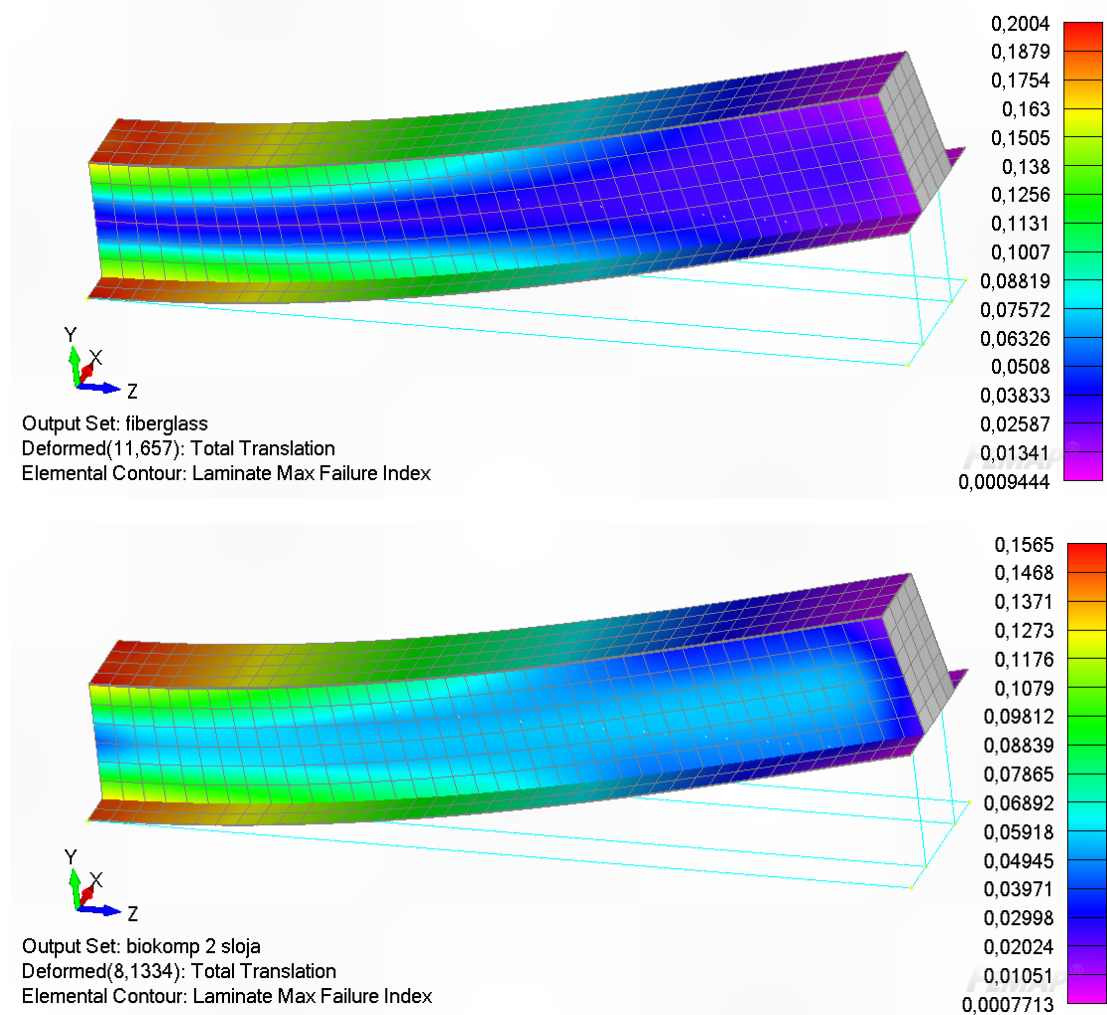 0,2004
0,1879
0,1754
0,163
0,1505
0,138
0,1256
0,1131
0,1007
0,08819
0,07572
0,06326
0,0508
0,03833
0,02587
0,01341
0,0009444
FEMAP®
Y
X
Z
Output Set: fiberglass
Deformed(11,657): Total Translation
Elemental Contour: Laminate Max Failure Index
0,1565
0,1468
0,1371
0,1273
0,1176
0,1079
0,09812
0,08839
0,07865
0,06892
0,05918
0,04945
0,03971
0,02998
0,02024
0,01051
0,0007713
FEMAP®
Y
X
Z
Output Set: biokomp 2 sloja
Deformed(8,1334): Total Translation
Elemental Contour: Laminate Max Failure Index